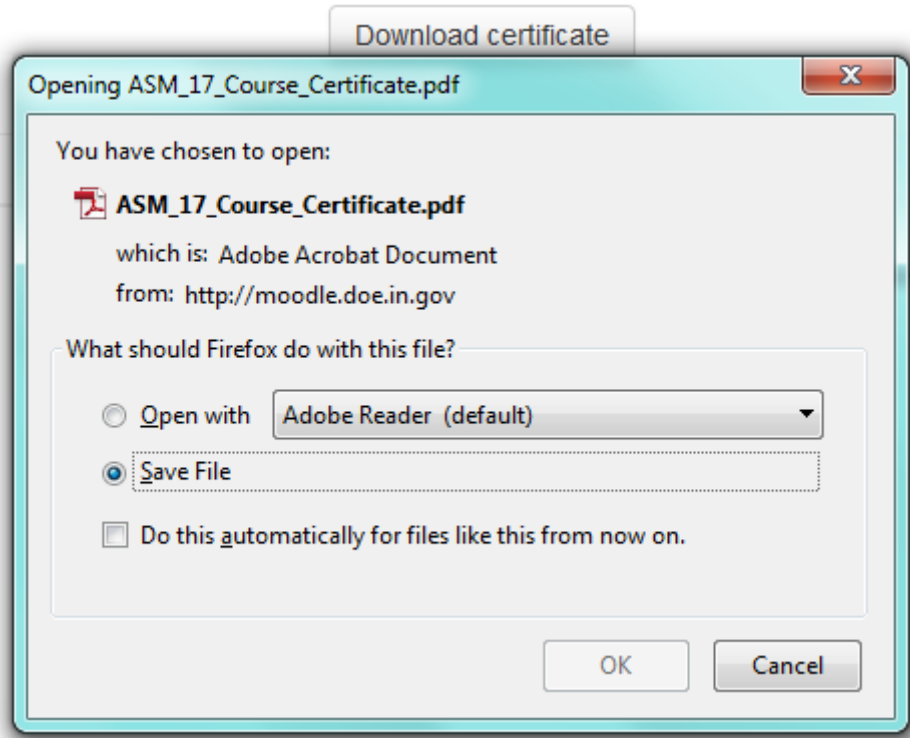 Download certificate
Opening ASM_17_Course_Certificate.pdf
You have chosen to open:
ASM_17_Course_Certificate.pdf
which is: Adobe Acrobat Document
from: http://moodle.doe.in.gov
What should Firefox do with this file?
Open with Adobe Reader (default)
Save File
Do this automatically for files like this from now on.
OK Cancel